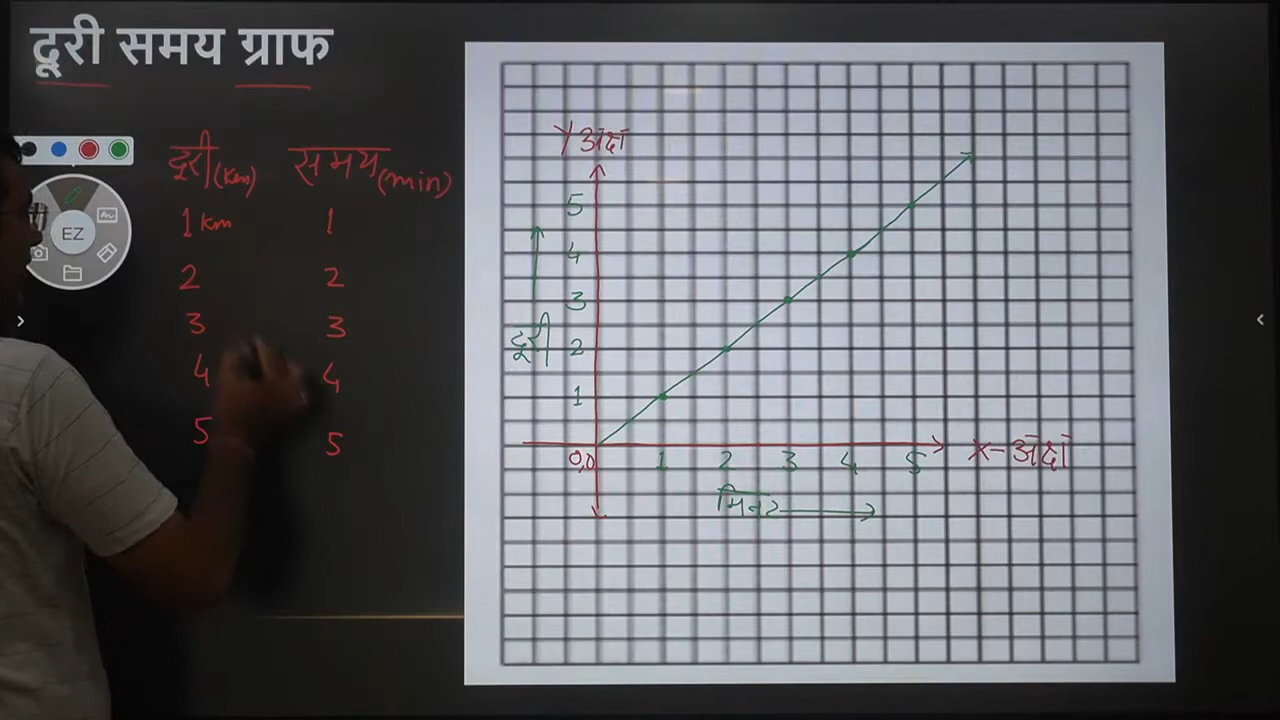 दूरी समय ग्राफ
दूरी (km) समय (min)
1 km 1
2 2
3 3
4 4
5 5
EZ
Y अक्ष
5
4
3
2
1
दूरी
0,0 1 2 3 4 5 X-अक्ष
मिनट